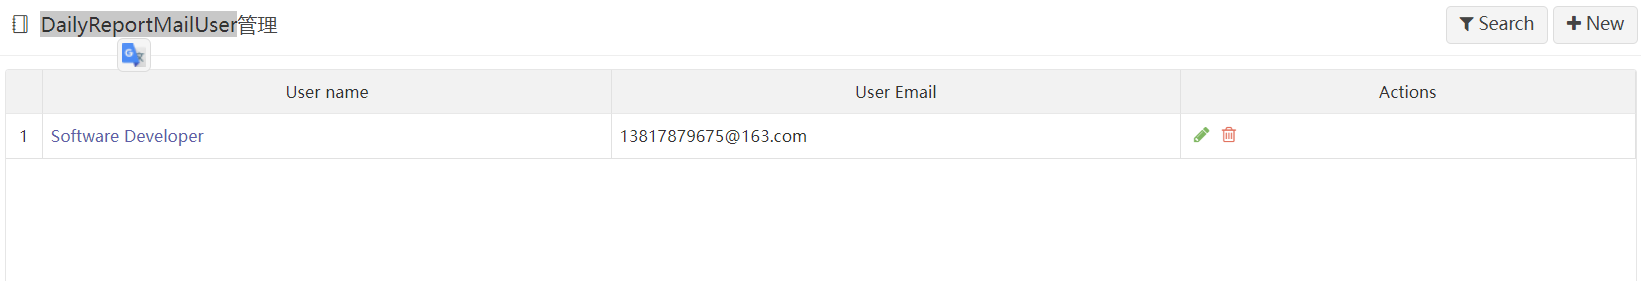 DailyReportMailUser管理
Search
New
User name
User Email
Actions
1
Software Developer
13817879675@163.com